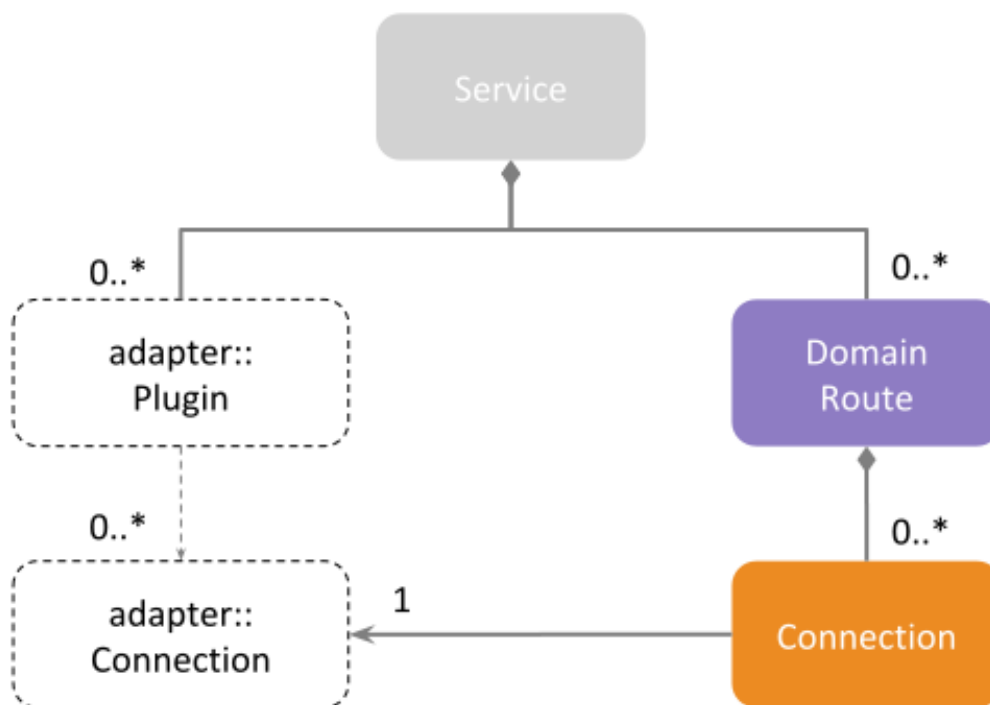 Service
0..*
0..*
adapter::
Plugin
Domain
Route
0..*
0..*
adapter::
Connection
1
Connection